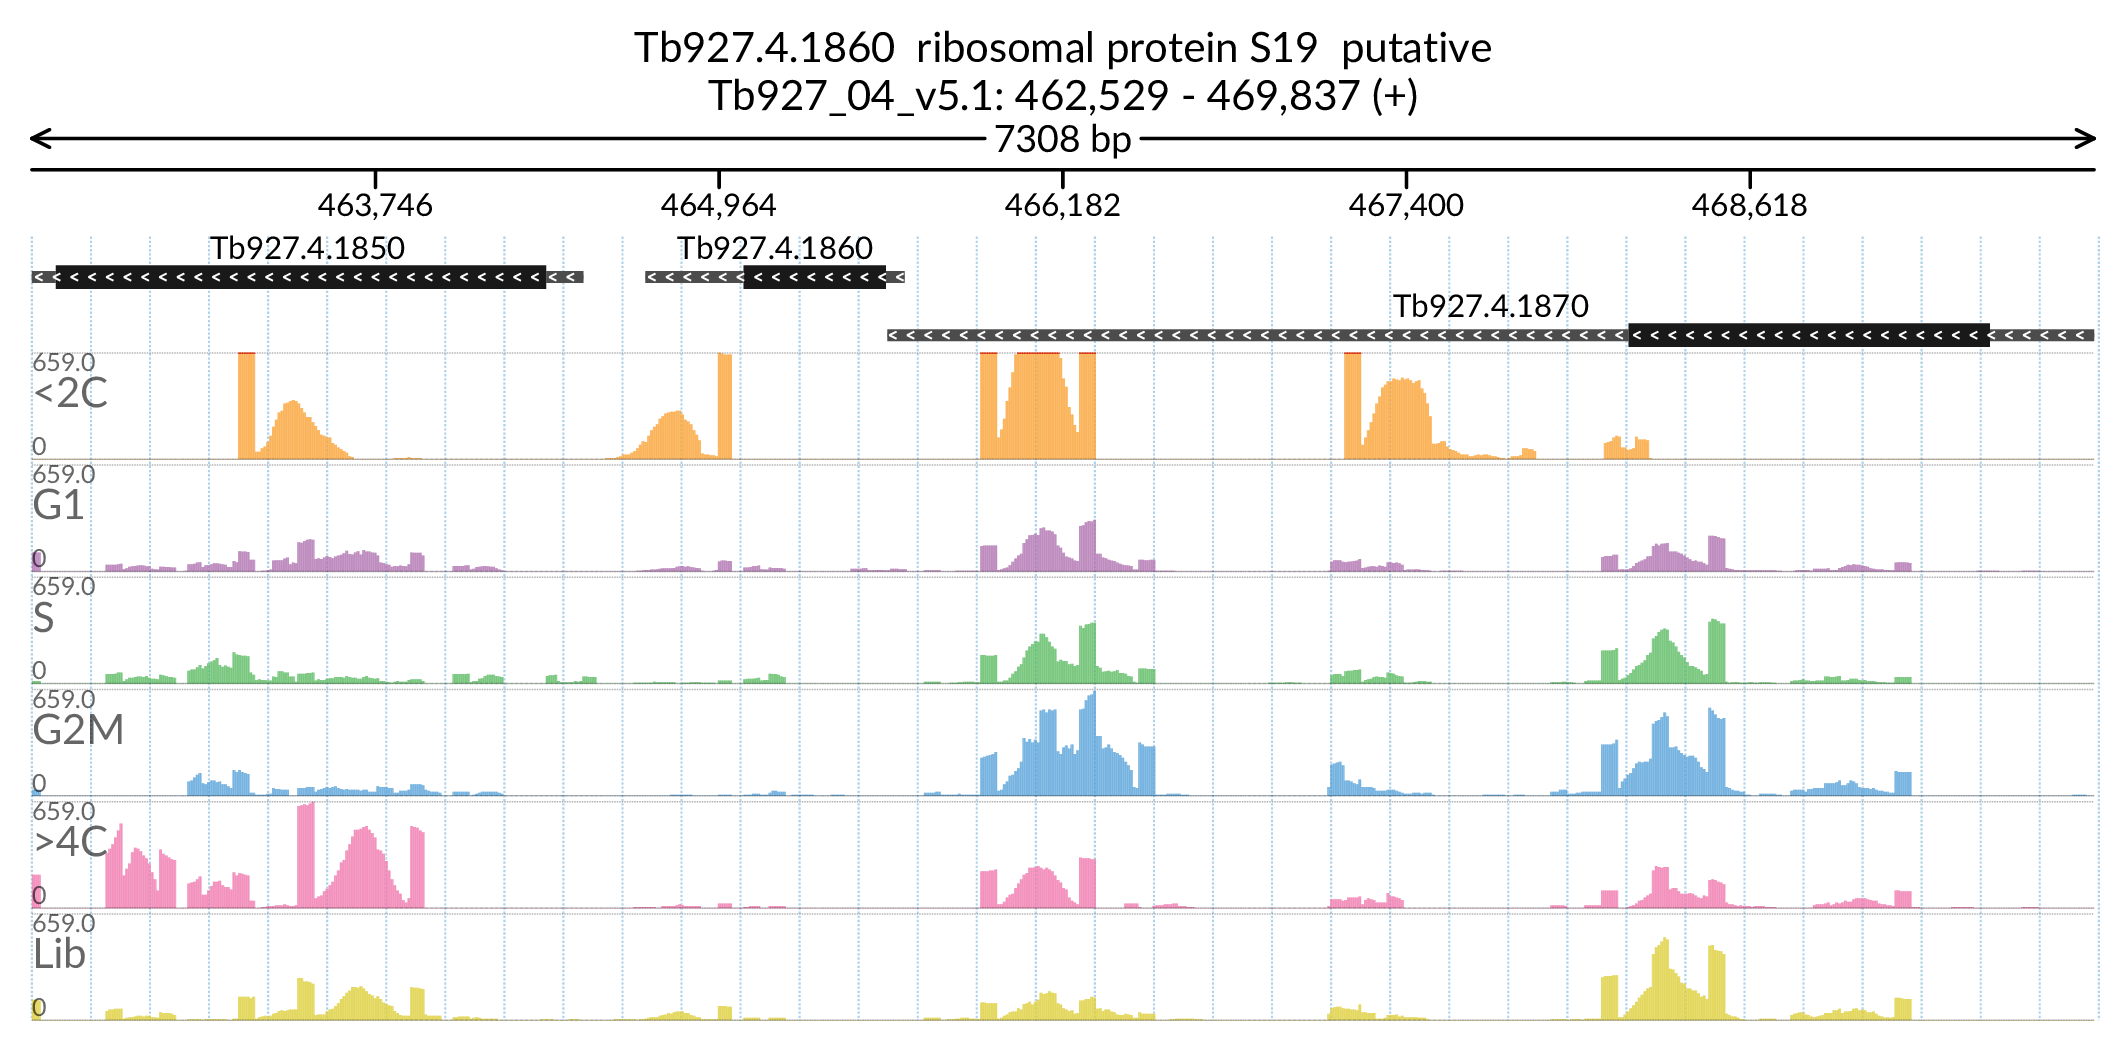 Tb927.4.1860  ribosomal protein S19  putative
Tb927_04_v5.1: 462,529 - 469,837 (+)
7308 bp
463,746 464,964 466,182 467,400 468,618
Tb927.4.1850 Tb927.4.1860
Tb927.4.1870
659.0
<2C
0
659.0
G1
0
659.0
S
0
659.0
G2M
0
659.0
>4C
0
659.0
Lib
0